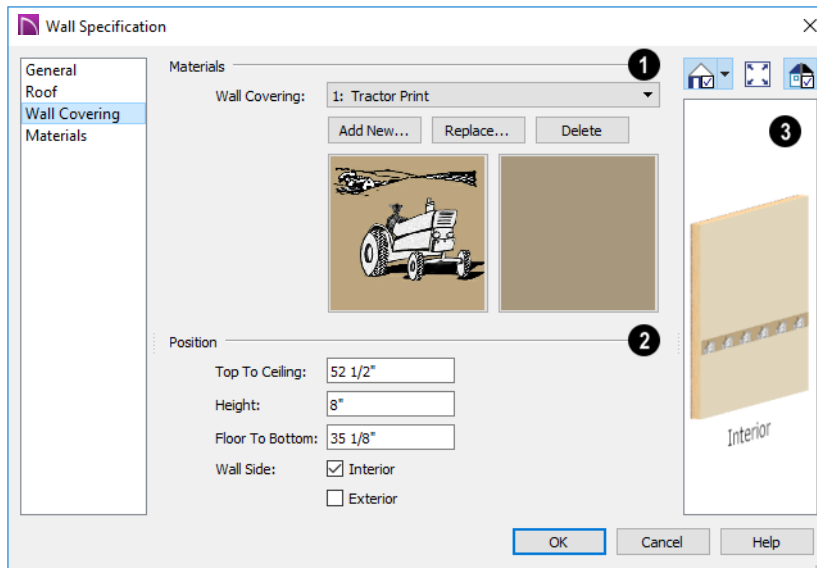 Wall Specification
General
Roof
Wall Covering
Materials
Materials
1
Wall Covering:
1: Tractor Print
Add New...
Replace...
Delete
Position
2
Top To Ceiling:
52 1/2"
Height:
8"
Floor To Bottom:
35 1/8"
Wall Side:
Interior
Exterior
3
Interior
OK
Cancel
Help